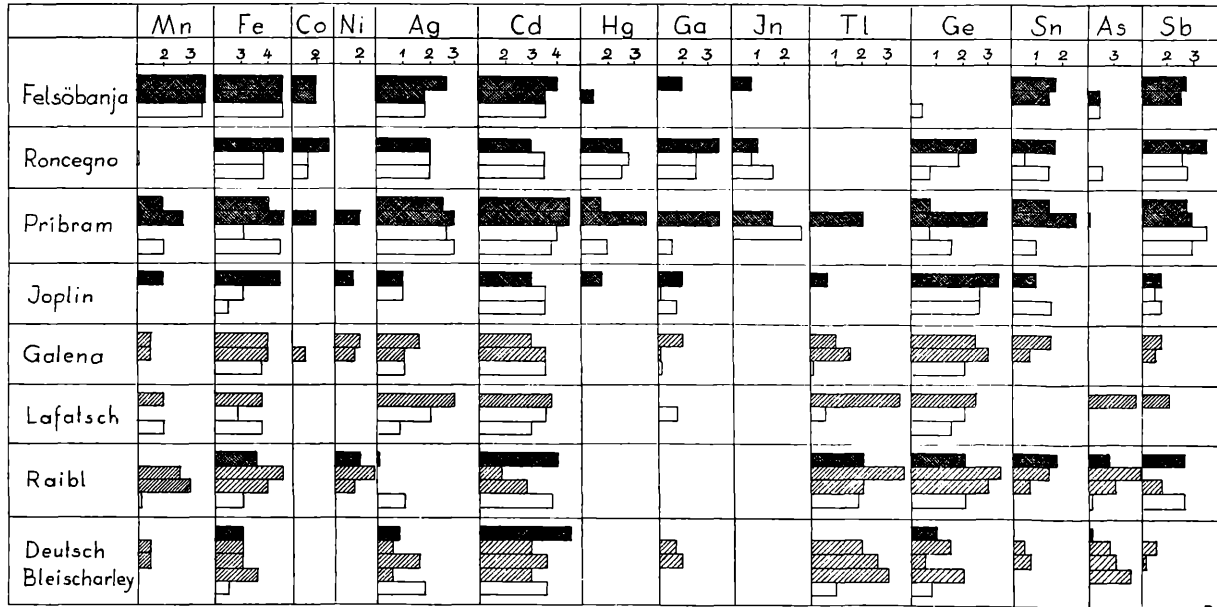 Mn Fe Co Ni Ag Cd Hg Ga Jn Tl Ge Sn As Sb
2 3 3 4 2 1 2 3 2 3 4 2 3 2 3 1 2 1 2 1 2 3 1 2 3 2 3
Felsöbanja
Roncegno
Pribram
Joplin
Galena
Lafatsch
Raibl
Deutsch
Bleischarley